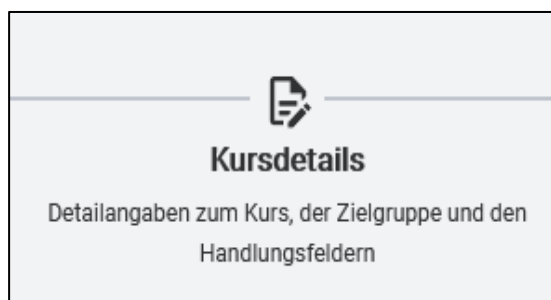 Kursdetails
Detailangaben zum Kurs, der Zielgruppe und den
Handlungsfeldern